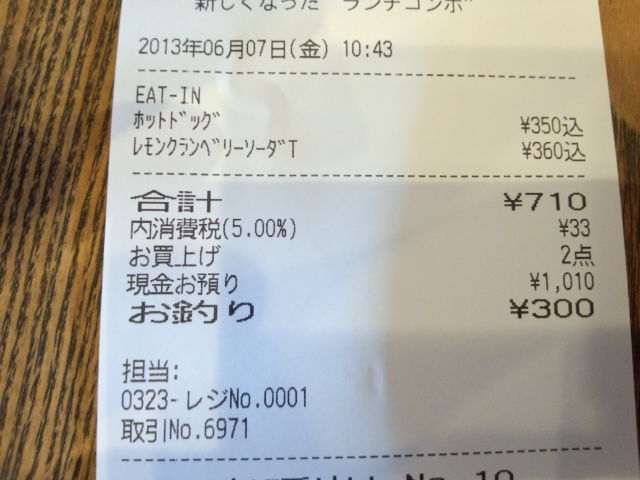 新しくなった "ランチコンボ"
2013年06月07日(金) 10:43
EAT-IN
ﾎｯﾄﾄﾞｯｸﾞ ¥350込
ﾚﾓﾝｸﾗﾝﾍﾞﾘｰｿｰﾀﾞT ¥360込
合計 ¥710
内消費税(5.00%) ¥33
お買上げ 2点
現金お預り ¥1,010
お釣り ¥300
担当:
0323-レジNo.0001
取引No.6971
No. 10